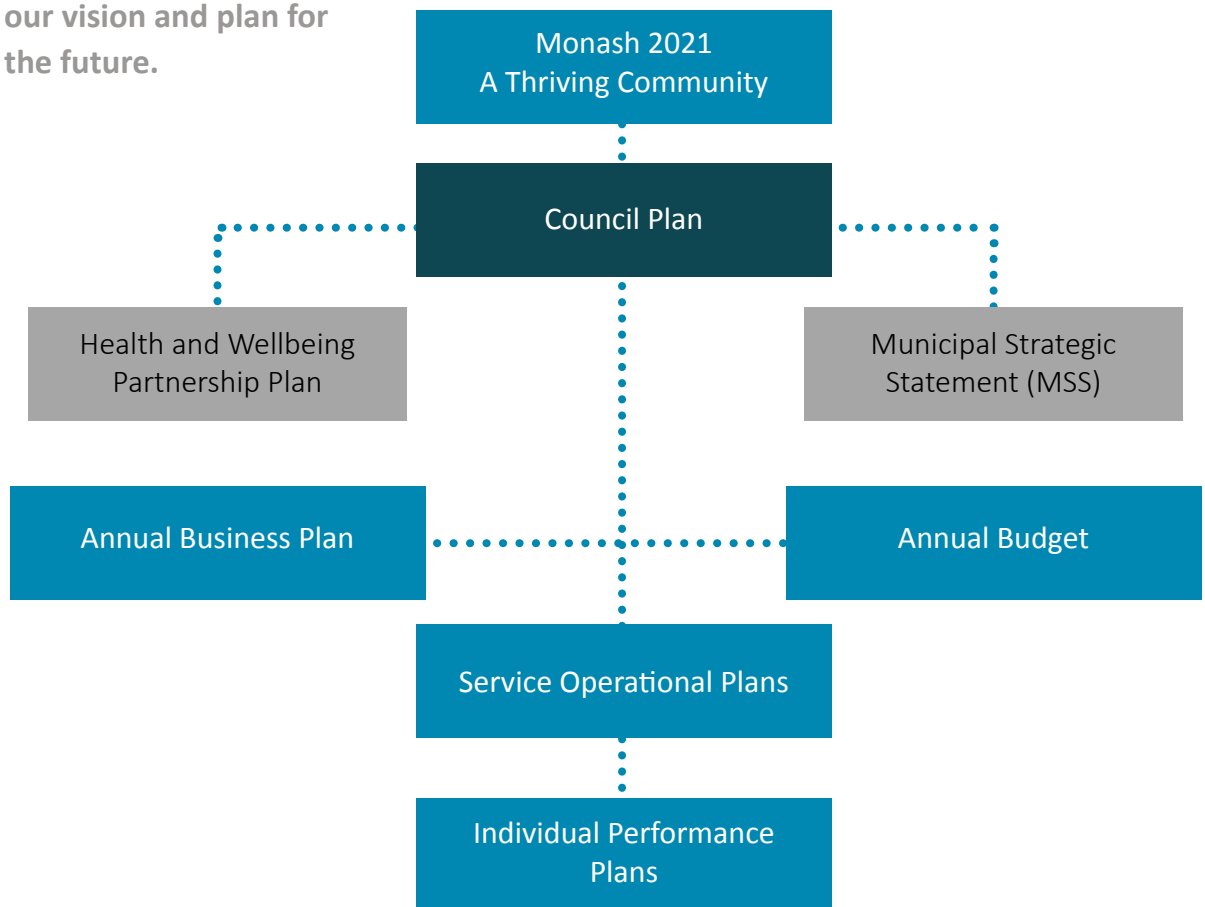 our vision and plan for
the future.
Monash 2021
A Thriving Community
Council Plan
Health and Wellbeing
Partnership Plan
Municipal Strategic
Statement (MSS)
Annual Business Plan
Annual Budget
Service Operational Plans
Individual Performance
Plans